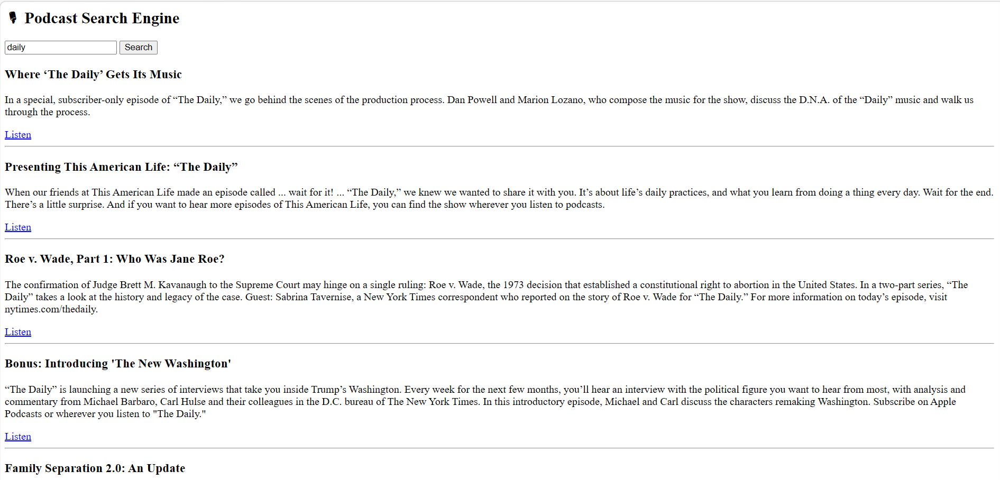 🎙 Podcast Search Engine
daily Search
Where ‘The Daily’ Gets Its Music
In a special, subscriber-only episode of “The Daily,” we go behind the scenes of the production process. Dan Powell and Marion Lozano, who compose the music for the show, discuss the D.N.A. of the “Daily” music and walk us
through the process.
Listen
Presenting This American Life: “The Daily”
When our friends at This American Life made an episode called ... wait for it! ... “The Daily,” we knew we wanted to share it with you. It’s about life’s daily practices, and what you learn from doing a thing every day. Wait for the end.
There’s a little surprise. And if you want to hear more episodes of This American Life, you can find the show wherever you listen to podcasts.
Listen
Roe v. Wade, Part 1: Who Was Jane Roe?
The confirmation of Judge Brett M. Kavanaugh to the Supreme Court may hinge on a single ruling: Roe v. Wade, the 1973 decision that established a constitutional right to abortion in the United States. In a two-part series, “The
Daily” takes a look at the history and legacy of the case. Guest: Sabrina Tavernise, a New York Times correspondent who reported on the story of Roe v. Wade for “The Daily.” For more information on today’s episode, visit
nytimes.com/thedaily.
Listen
Bonus: Introducing 'The New Washington'
“The Daily” is launching a new series of interviews that take you inside Trump’s Washington. Every week for the next few months, you’ll hear an interview with the political figure you want to hear from most, with analysis and
commentary from Michael Barbaro, Carl Hulse and their colleagues in the D.C. bureau of The New York Times. In this introductory episode, Michael and Carl discuss the characters remaking Washington. Subscribe on Apple
Podcasts or wherever you listen to "The Daily."
Listen
Family Separation 2.0: An Update